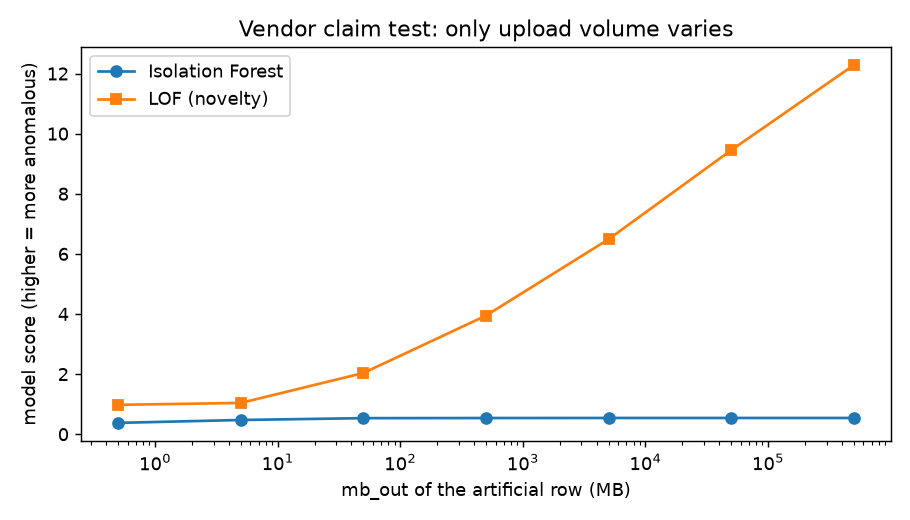 Vendor claim test: only upload volume varies
Isolation Forest
LOF (novelty)
model score (higher = more anomalous)
12
10
8
6
4
2
0
10⁰ 10¹ 10² 10³ 10⁴ 10⁵
mb_out of the artificial row (MB)